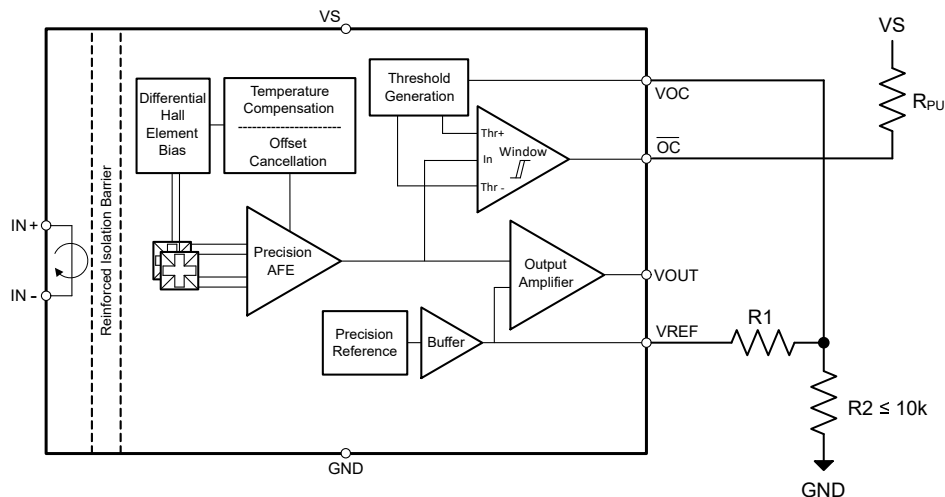 VS
VS
Differential
Hall
Element
Bias
Temperature
Compensation
Offset
Cancellation
Threshold
Generation
VOC
RPU
Thr+
In
Window
Thr -
OC
Reinforced Isolation Barrier
IN+
IN-
Precision
AFE
Output
Amplifier
VOUT
Precision
Reference
Buffer
VREF
R1
R2 ≤ 10k
GND
GND